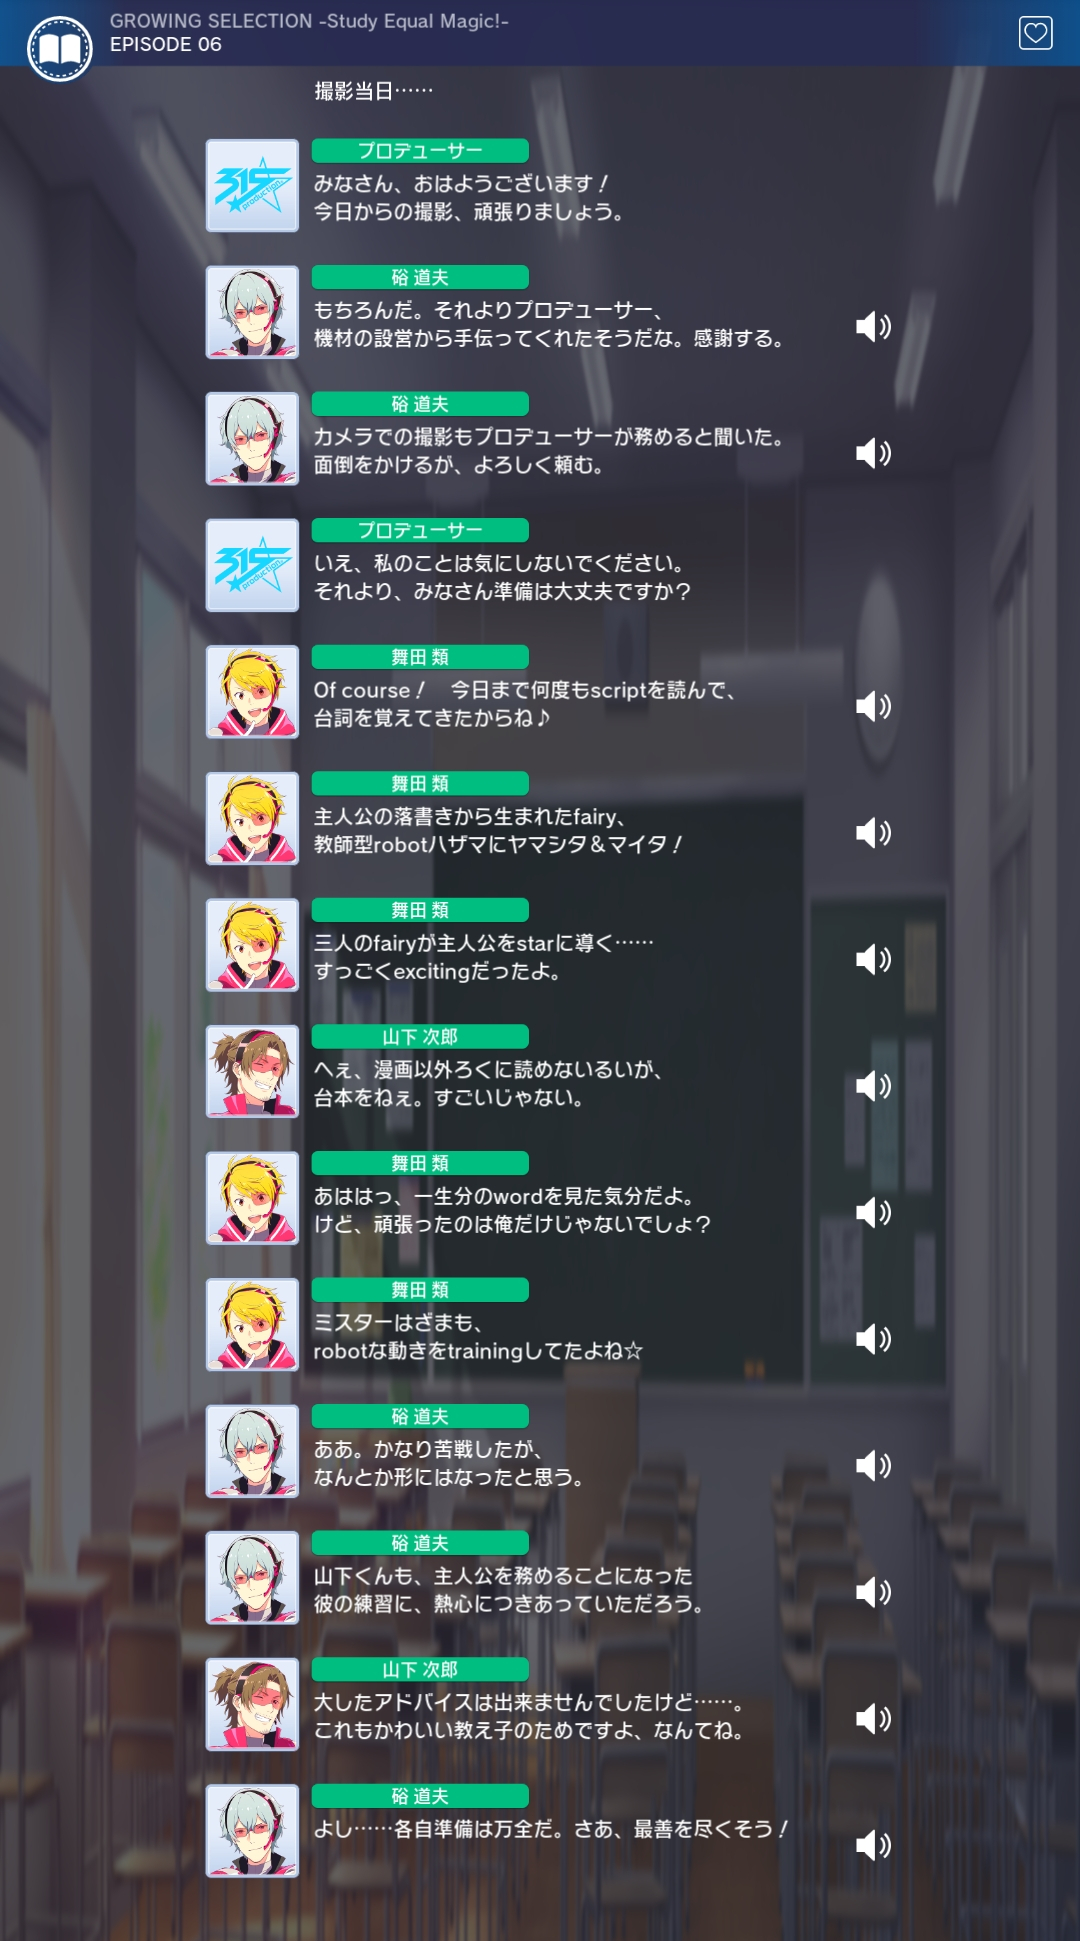 GROWING SELECTION -Study Equal Magic!-
EPISODE 06
撮影当日……
プロデューサー
みなさん、おはようございます！
今日からの撮影、頑張りましょう。
硲 道夫
もちろんだ。それよりプロデューサー、
機材の設営から手伝ってくれたそうだな。感謝する。
硲 道夫
カメラでの撮影もプロデューサーが務めると聞いた。
面倒をかけるが、よろしく頼む。
プロデューサー
いえ、私のことは気にしないでください。
それより、みなさん準備は大丈夫ですか？
舞田 類
Of course！　今日まで何度もscriptを読んで、
台詞を覚えてきたからね♪
舞田 類
主人公の落書きから生まれたfairy、
教師型robotハザマにヤマシタ＆マイタ！
舞田 類
三人のfairyが主人公をstarに導く……
すっごくexcitingだったよ。
山下 次郎
へぇ、漫画以外ろくに読めないるいが、
台本をねぇ。すごいじゃない。
舞田 類
あははっ、一生分のwordを見た気分だよ。
けど、頑張ったのは俺だけじゃないでしょ？
舞田 類
ミスターはざまも、
robotな動きをtrainingしてたよね☆
硲 道夫
ああ。かなり苦戦したが、
なんとか形にはなったと思う。
硲 道夫
山下くんも、主人公を務めることになった
彼の練習に、熱心につきあっていただろう。
山下 次郎
大したアドバイスは出来ませんでしたけど……。
これもかわいい教え子のためですよ、なんてね。
硲 道夫
よし……各自準備は万全だ。さあ、最善を尽くそう！
315
production
315
production